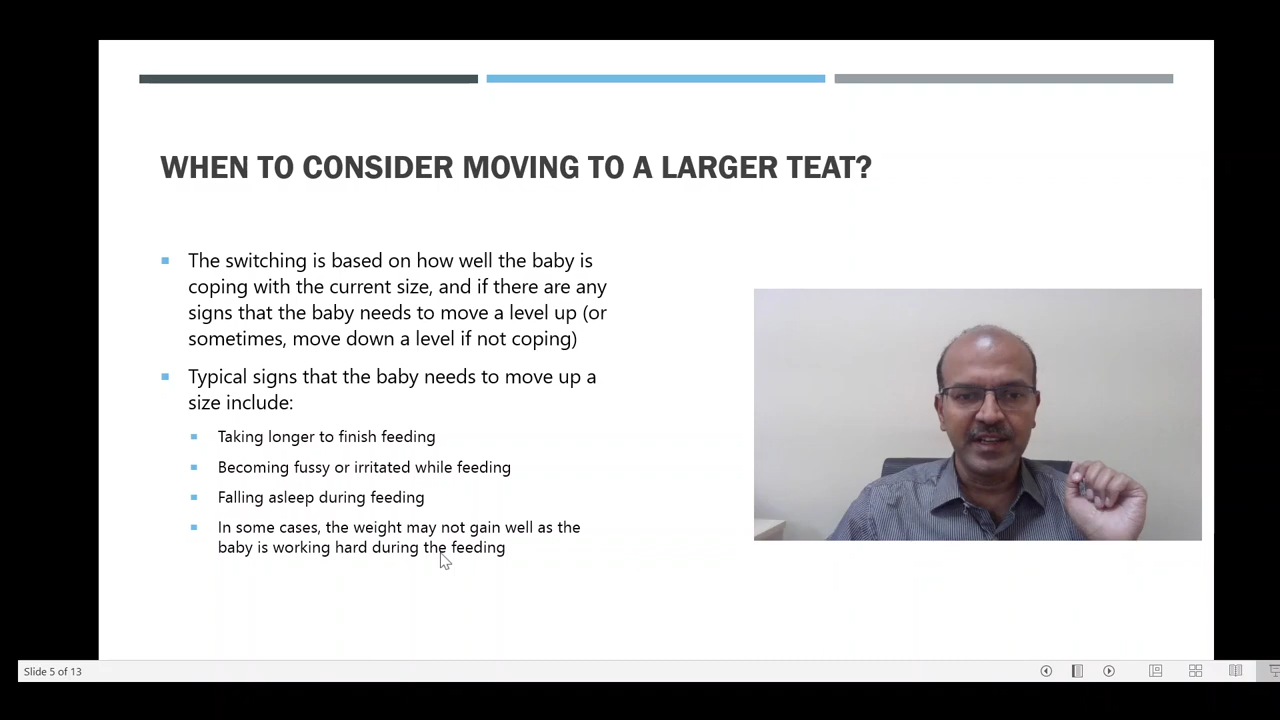 WHEN TO CONSIDER MOVING TO A LARGER TEAT?
The switching is based on how well the baby is
coping with the current size, and if there are any
signs that the baby needs to move a level up (or
sometimes, move down a level if not coping)
Typical signs that the baby needs to move up a
size include:
Taking longer to finish feeding
Becoming fussy or irritated while feeding
Falling asleep during feeding
In some cases, the weight may not gain well as the
baby is working hard during the feeding
Slide 5 of 13